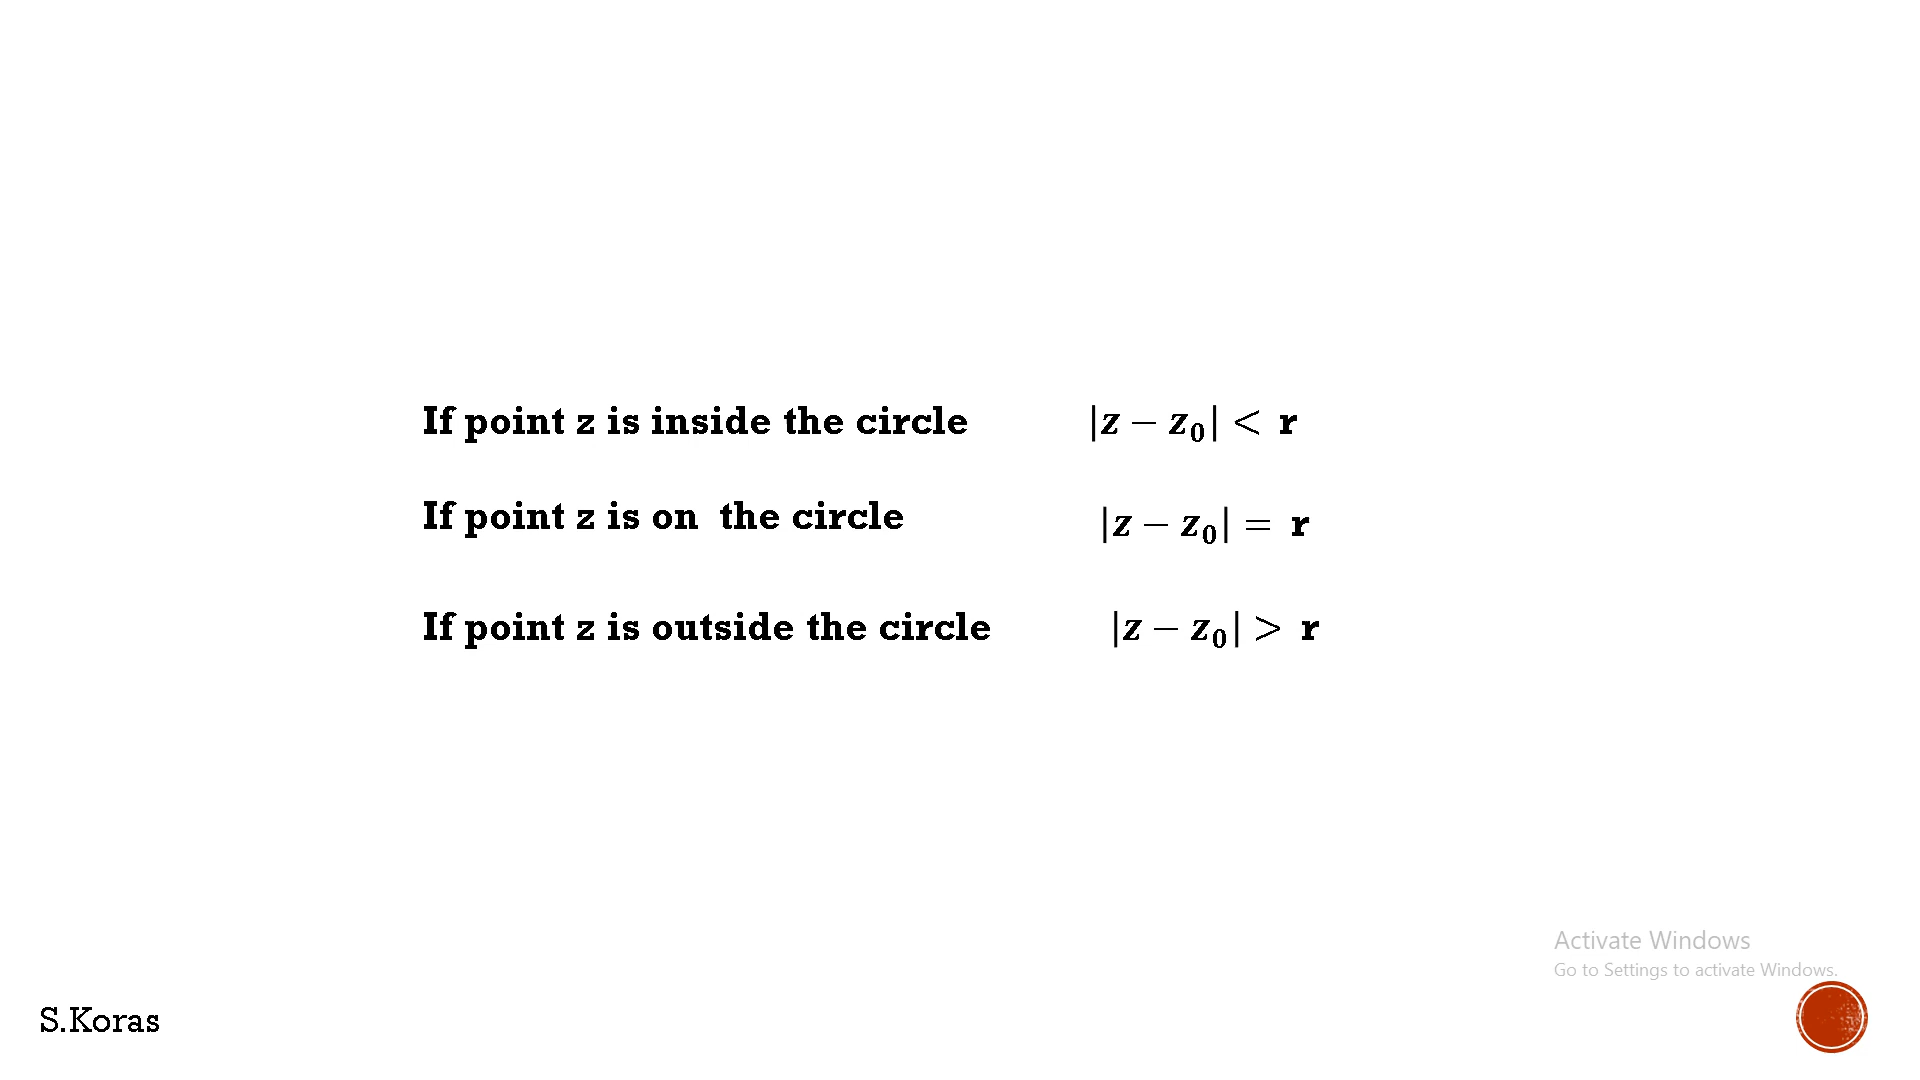 If point z is inside the circle |z − z₀| < r
If point z is on the circle |z − z₀| = r
If point z is outside the circle |z − z₀| > r
Activate Windows
Go to Settings to activate Windows.
S.Koras